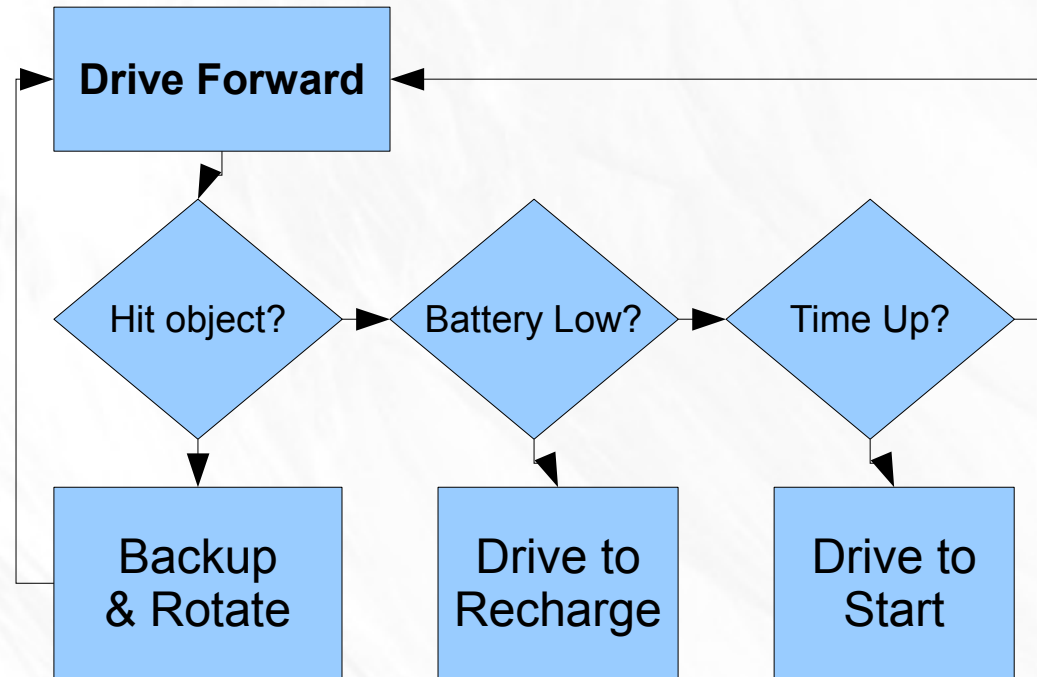 Drive Forward
Hit object?
Battery Low?
Time Up?
Backup
& Rotate
Drive to
Recharge
Drive to
Start